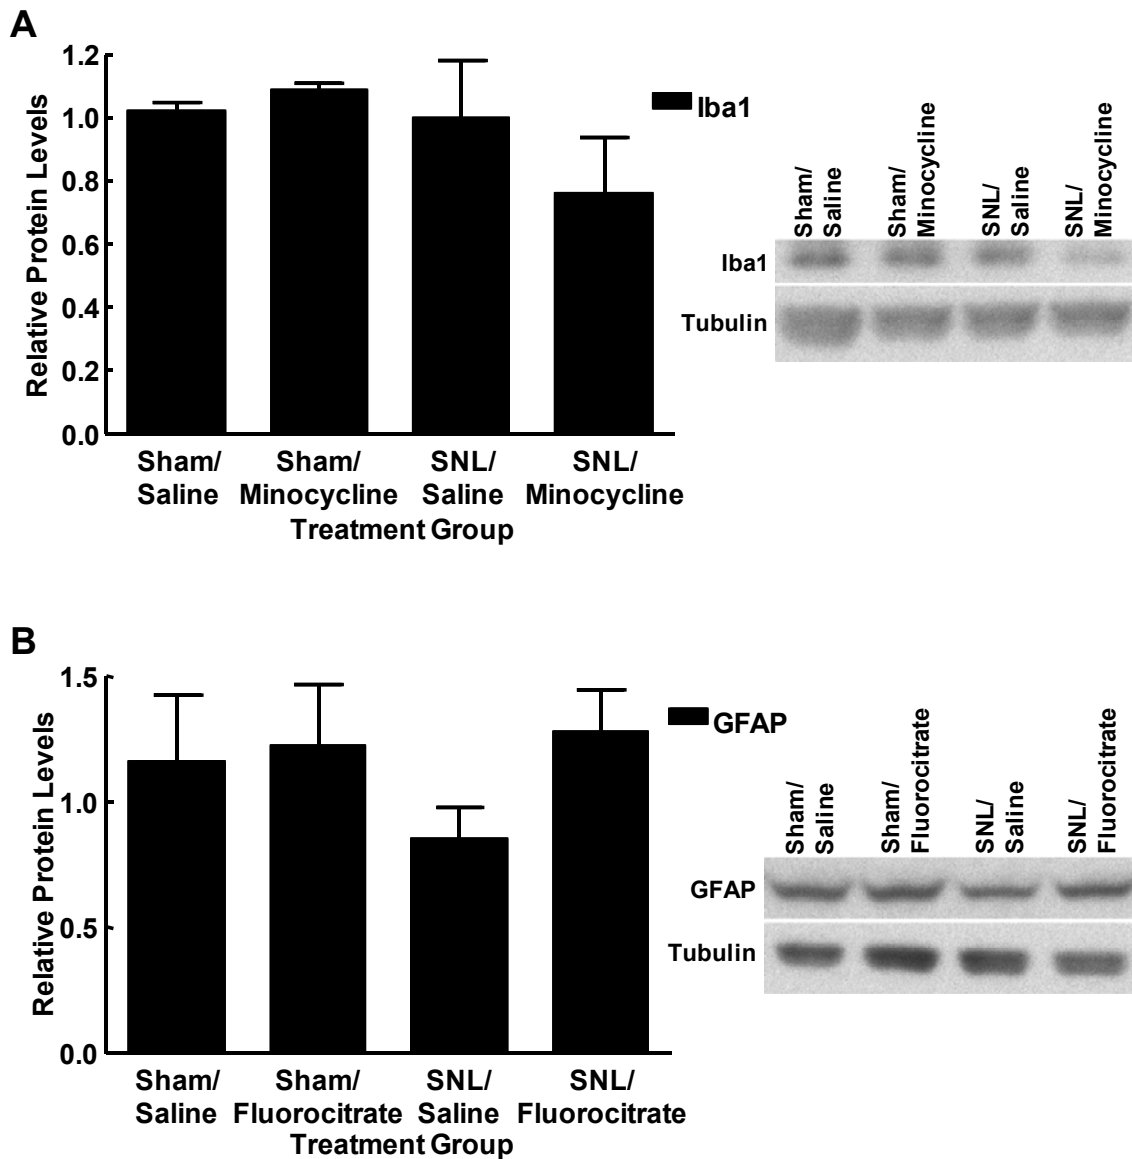 A
Relative Protein Levels
1.2
1.0
0.8
0.6
0.4
0.2
0.0
Sham/ Sham/ SNL/ SNL/
Saline Minocycline Saline Minocycline
Treatment Group
Iba1
Sham/
Saline
Sham/
Minocycline
SNL/
Saline
SNL/
Minocycline
Iba1
Tubulin
B
Relative Protein Levels
1.5
1.0
0.5
0.0
Sham/ Sham/ SNL/ SNL/
Saline Fluorocitrate Saline Fluorocitrate
Treatment Group
GFAP
Sham/
Saline
Sham/
Fluorocitrate
SNL/
Saline
SNL/
Fluorocitrate
GFAP
Tubulin